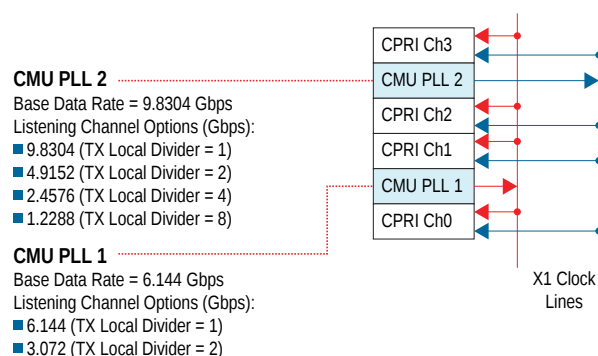 CMU PLL 2
Base Data Rate = 9.8304 Gbps
Listening Channel Options (Gbps):
9.8304 (TX Local Divider = 1)
4.9152 (TX Local Divider = 2)
2.4576 (TX Local Divider = 4)
1.2288 (TX Local Divider = 8)
CMU PLL 1
Base Data Rate = 6.144 Gbps
Listening Channel Options (Gbps):
6.144 (TX Local Divider = 1)
3.072 (TX Local Divider = 2)
CPRI Ch3
CMU PLL 2
CPRI Ch2
CPRI Ch1
CMU PLL 1
CPRI Ch0
X1 Clock
Lines